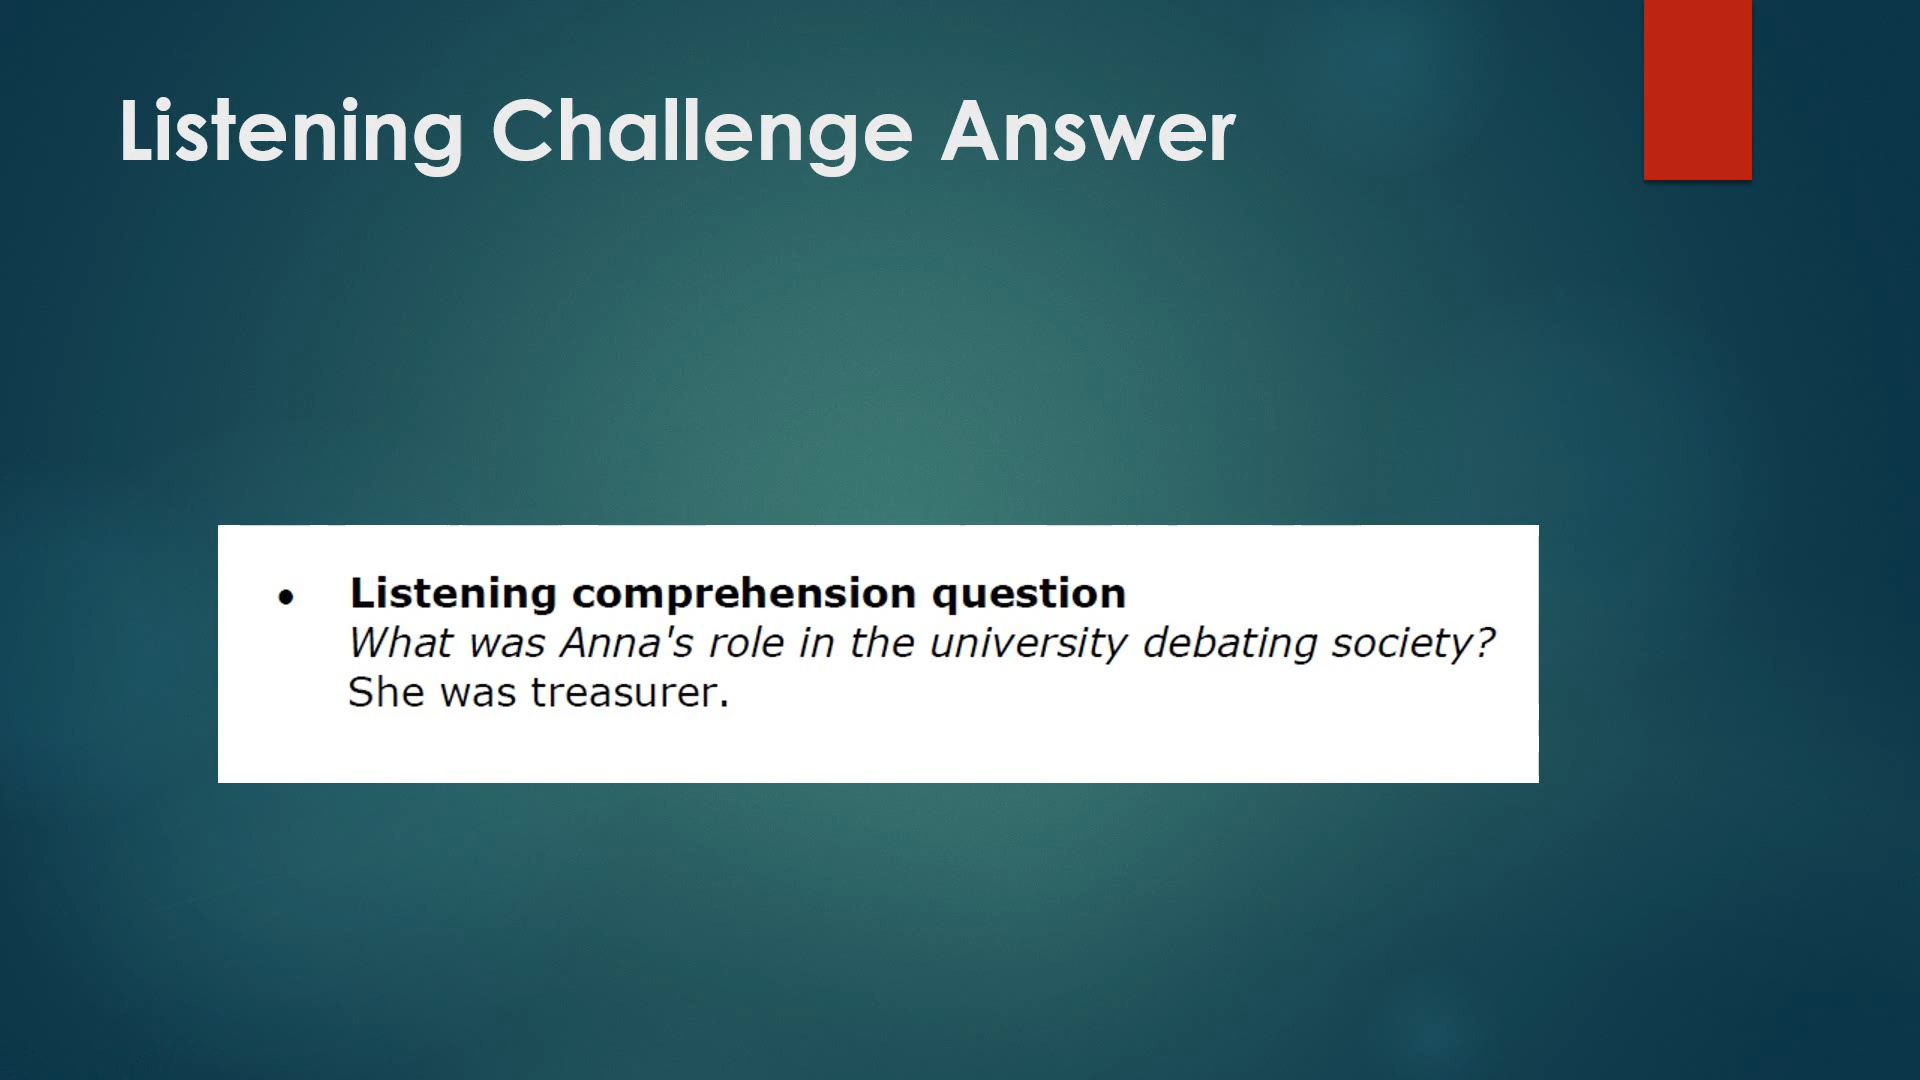 Listening Challenge Answer
• Listening comprehension question
What was Anna's role in the university debating society?
She was treasurer.